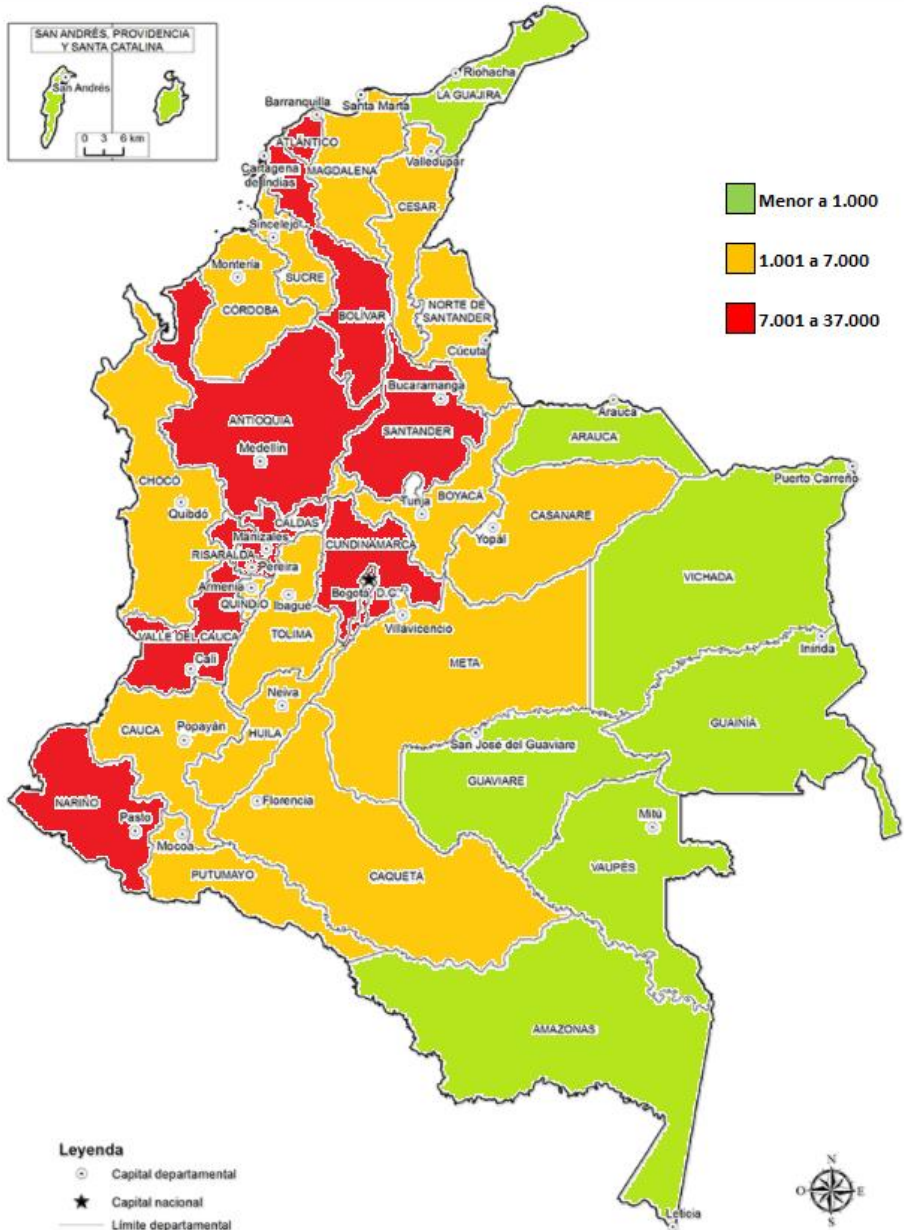 SAN ANDRÉS, PROVIDENCIA
Y SANTA CATALINA
San Andrés
0 3 6 km
Riohacha
LA GUAJIRA
Santa Marta
Barranquilla
ATLÁNTICO
Cartagena
de Indias
MAGDALENA
Valledupar
CESAR
Menor a 1.000
1.001 a 7.000
7.001 a 37.000
Sincelejo
SUCRE
Montería
CÓRDOBA
BOLÍVAR
NORTE DE
SANTANDER
Cúcuta
Bucaramanga
SANTANDER
ANTIOQUIA
Medellín
Arauca
ARAUCA
Puerto Carreño
CHOCÓ
Quibdó
CALDAS
Manizales
RISARALDA
Pereira
Armenia
QUINDÍO
Ibagué
TOLIMA
Tunja
BOYACÁ
CUNDINAMARCA
Bogotá, D.C.
Yopal
CASANARE
VICHADA
Villavicencio
META
VALLE DEL CAUCA
Cali
Neiva
HUILA
CAUCA
Popayán
Inírida
GUAINÍA
San José del Guaviare
GUAVIARE
NARIÑO
Pasto
Mocoa
PUTUMAYO
Florencia
CAQUETÁ
Mitú
VAUPÉS
AMAZONAS
Leticia
Leyenda
Capital departamental
Capital nacional
Límite departamental
N
O E
S